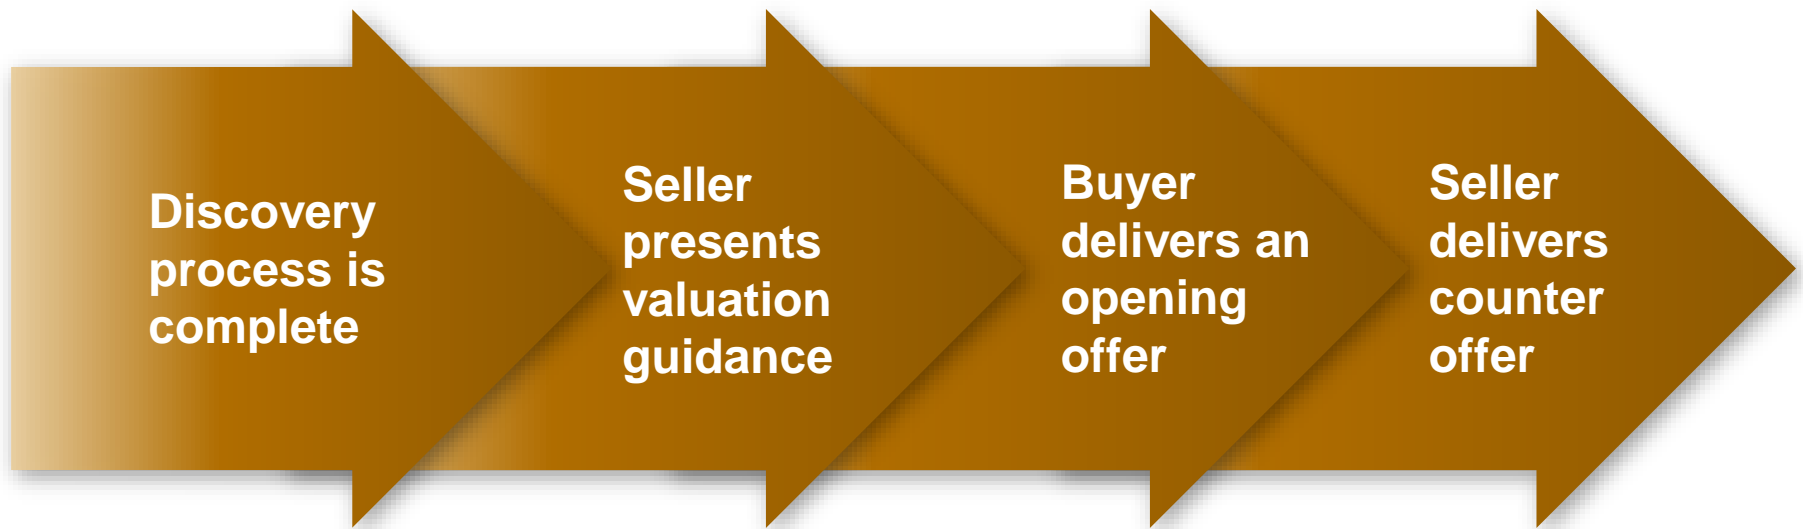 Discovery
process is
complete
Seller
presents
valuation
guidance
Buyer
delivers an
opening
offer
Seller
delivers
counter
offer